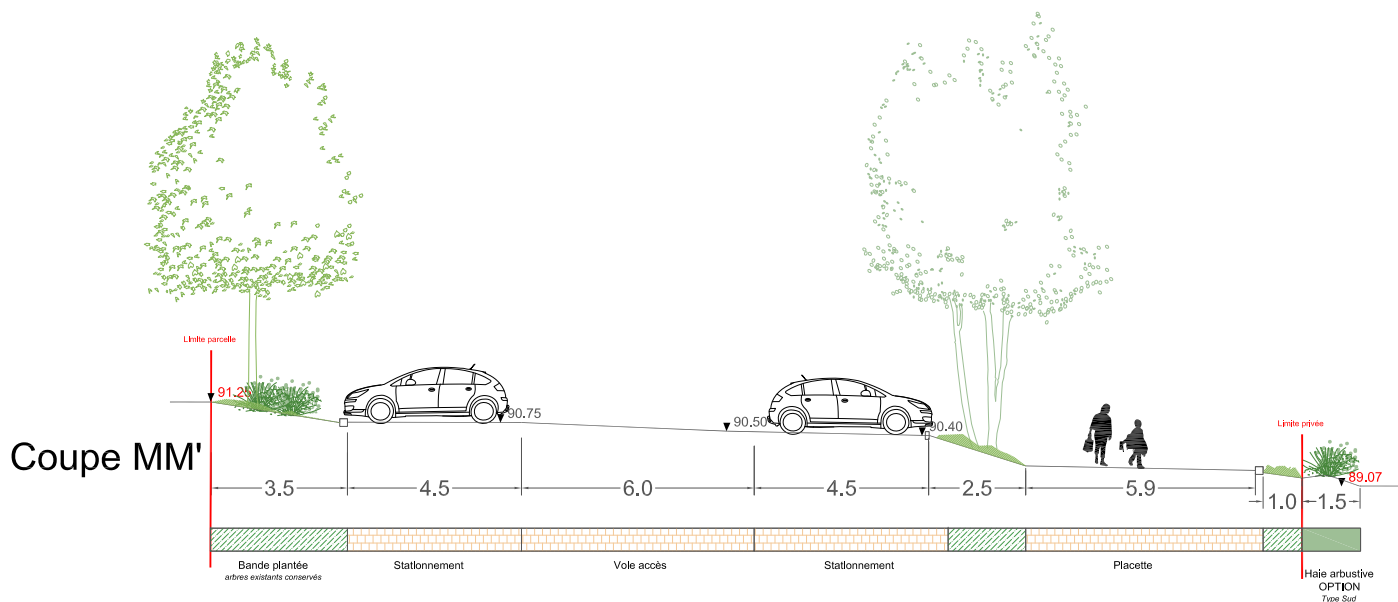 Limite parcelle
91.25
90.75
90.50
90.40
Limite privée
89.07
Coupe MM'
3.5
4.5
6.0
4.5
2.5
5.9
1.0
1.5
Bande plantée
arbres existants conservés
Stationnement
Voie accès
Stationnement
Placette
Haie arbustive
OPTION
Type Sud